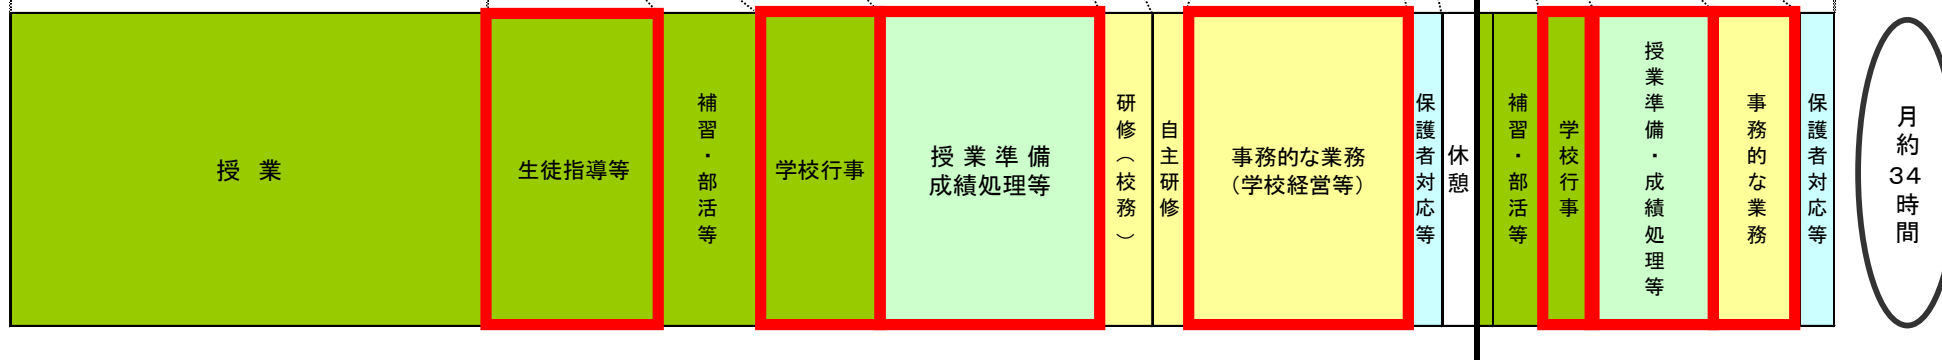 授業
生徒指導等
補習・部活等
学校行事
授業準備
成績処理等
研修（校務）
自主研修
事務的な業務
（学校経営等）
保護者対応等
休憩
補習・部活等
学校行事
授業準備・成績処理等
事務的な業務
保護者対応等
月約34時間